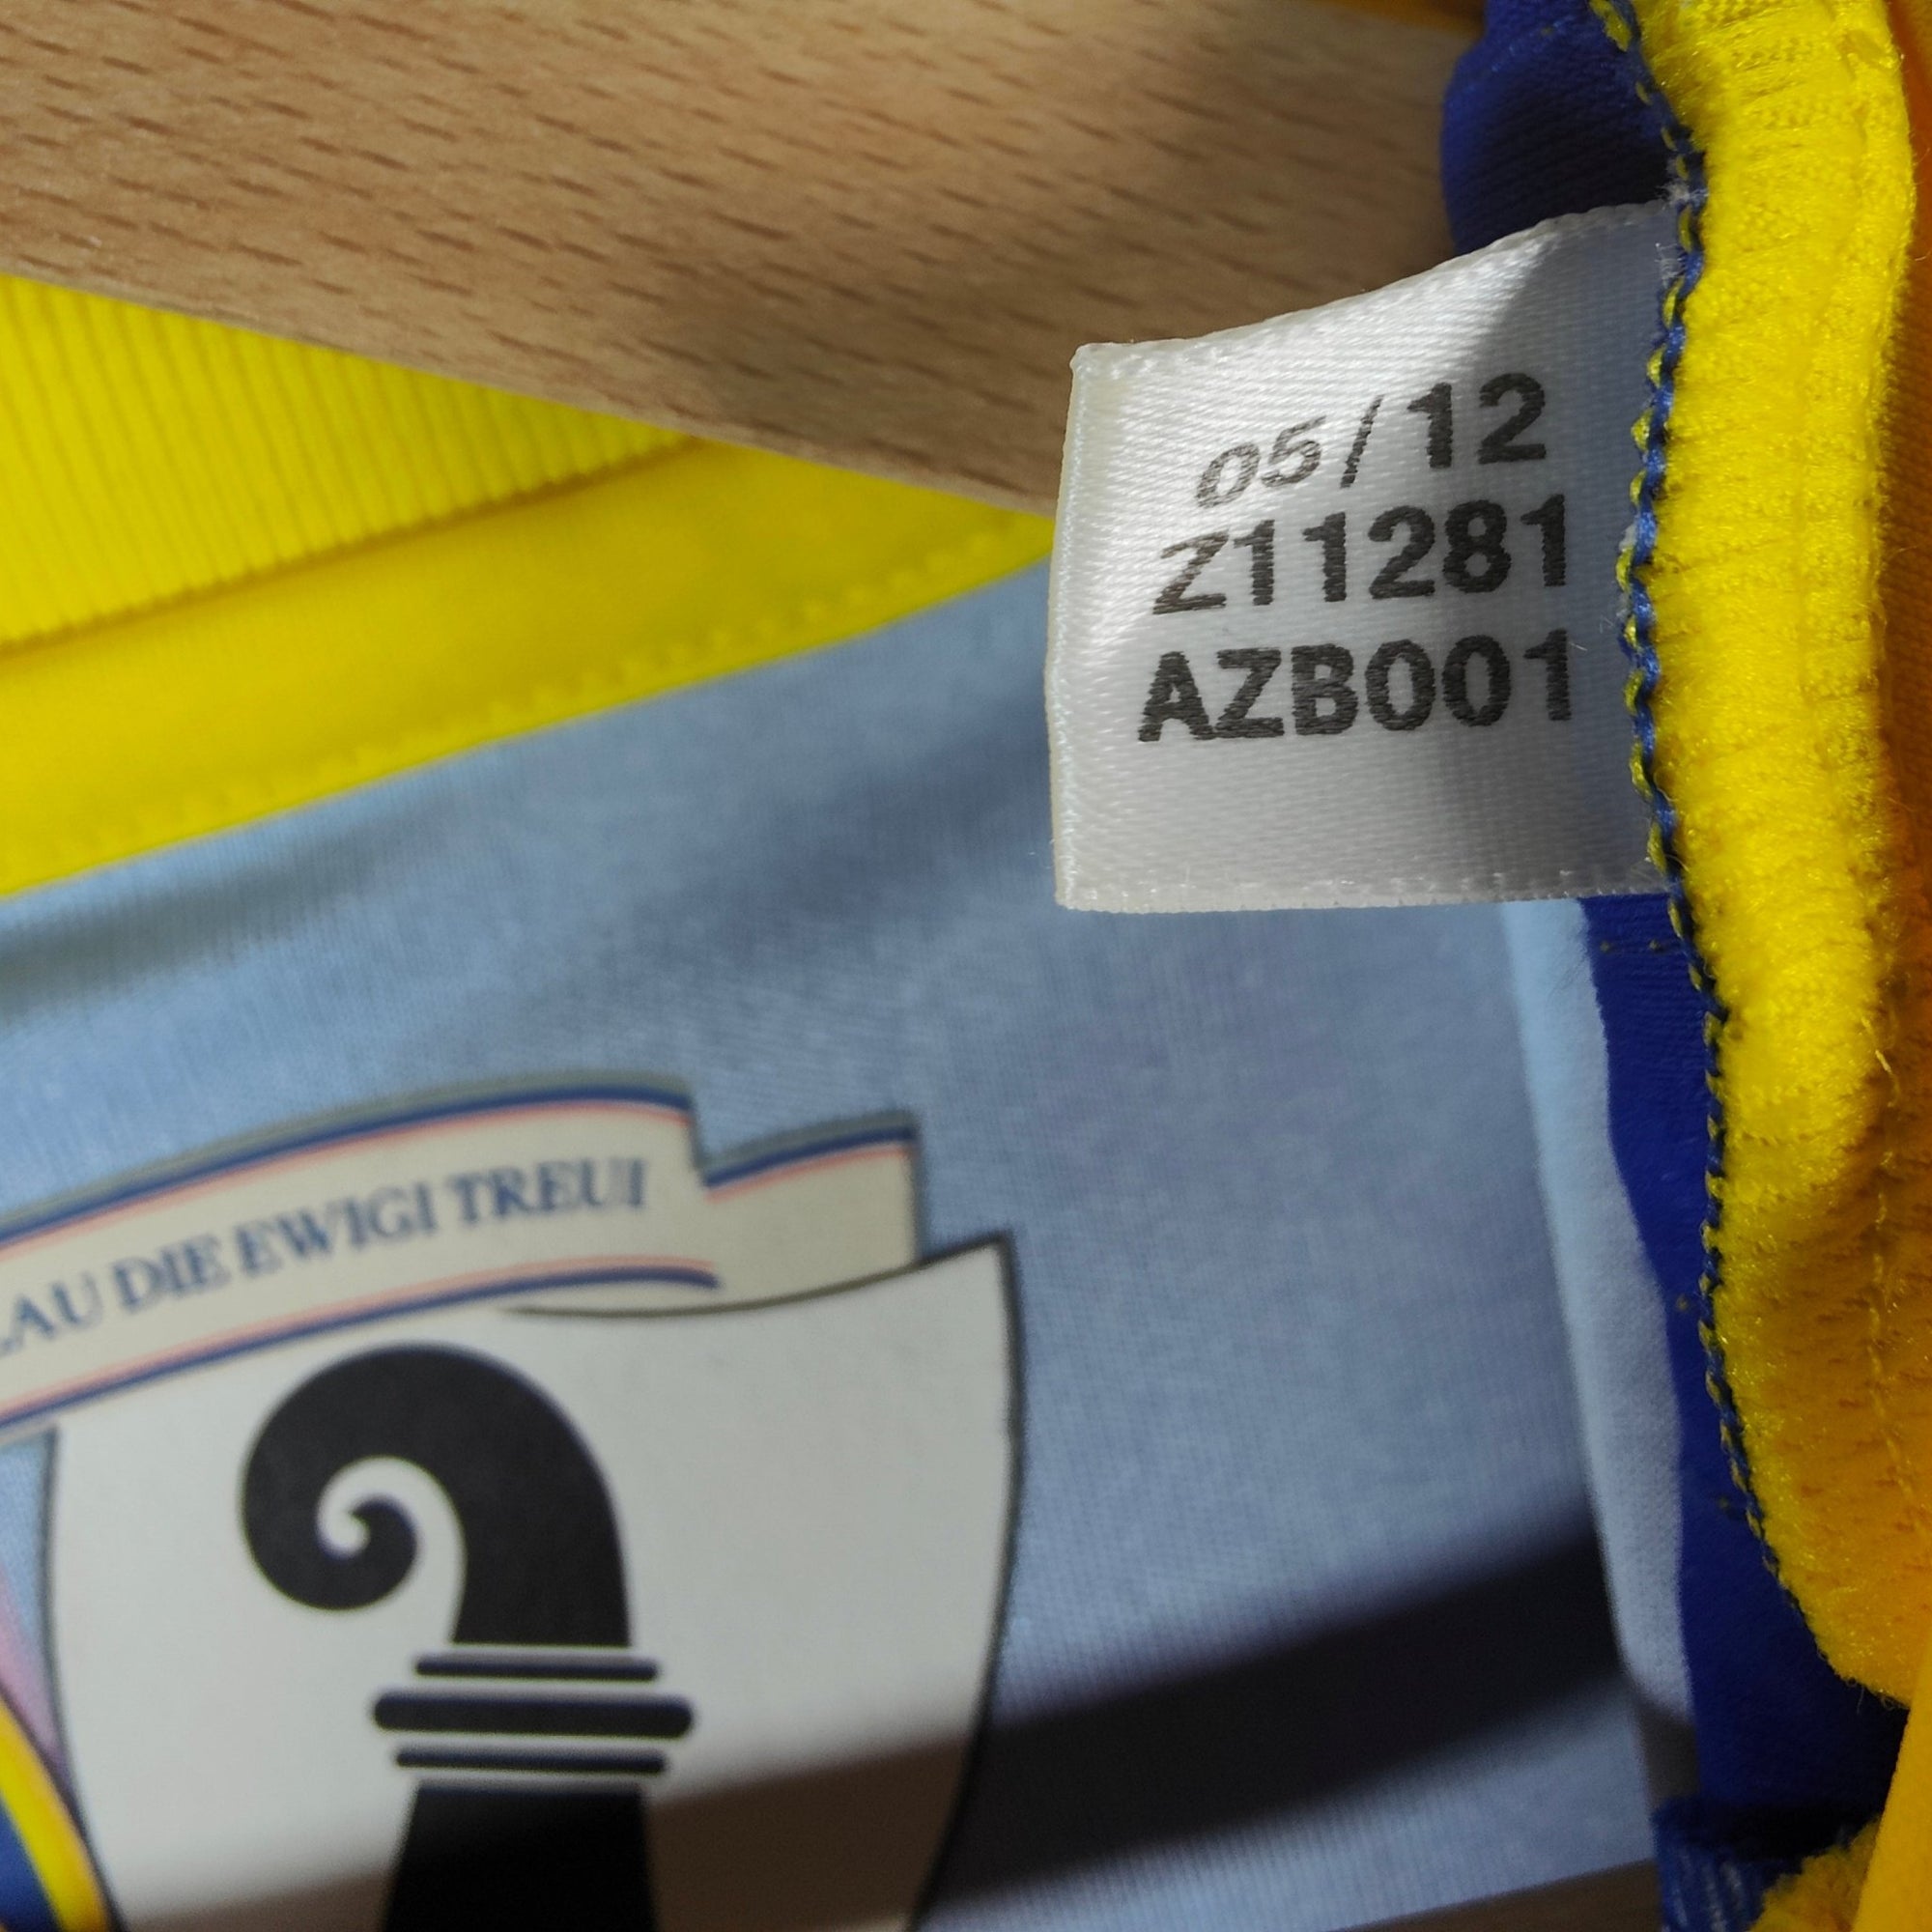 05/12
Z11281
AZB001
LAU DIE EWIGI TREUI